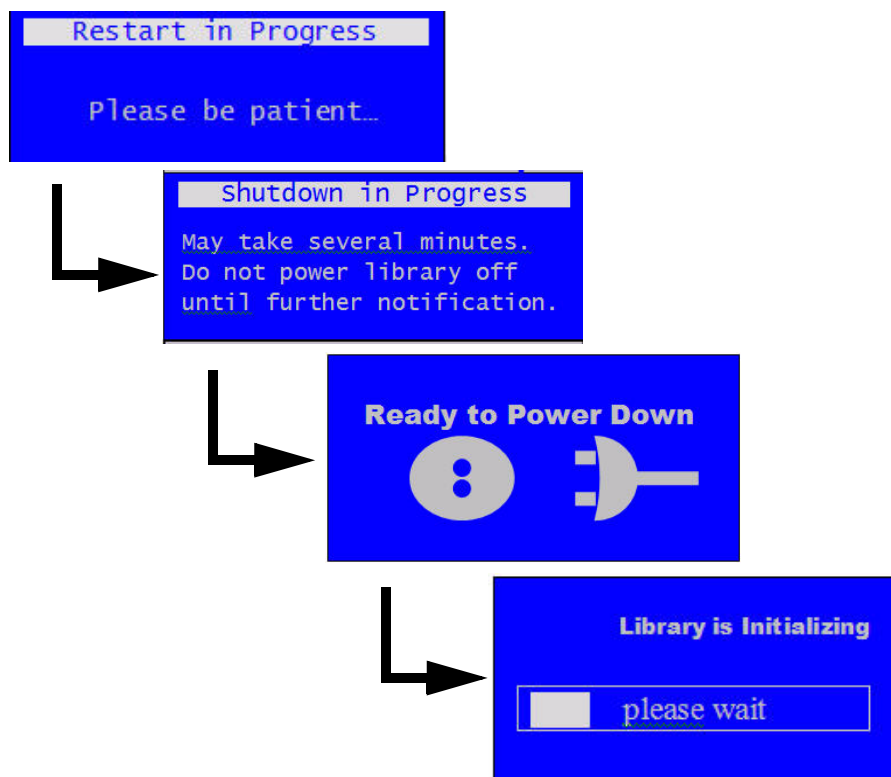 Restart in Progress
Please be patient…
Shutdown in Progress
May take several minutes.
Do not power library off
until further notification.
Ready to Power Down
Library is Initializing
please wait